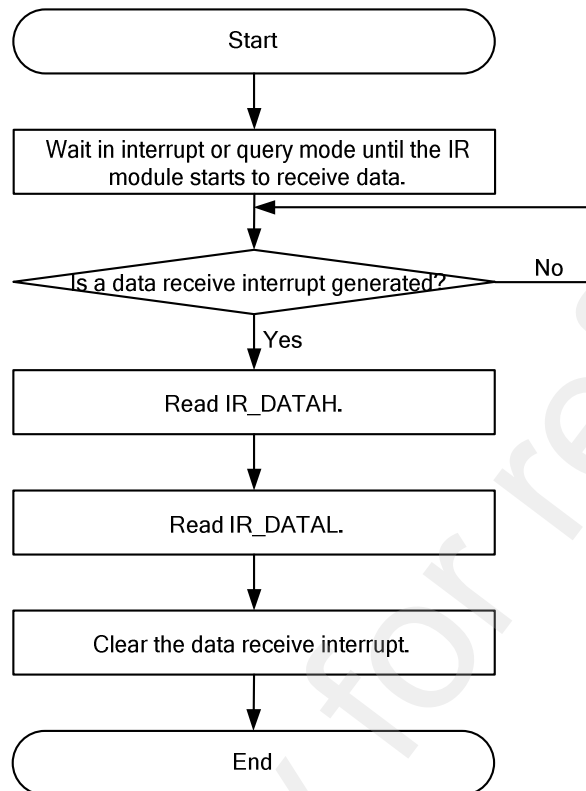 Start
Wait in interrupt or query mode until the IR
module starts to receive data.
Is a data receive interrupt generated?
No
Yes
Read IR_DATAH.
Read IR_DATAL.
Clear the data receive interrupt.
End
for